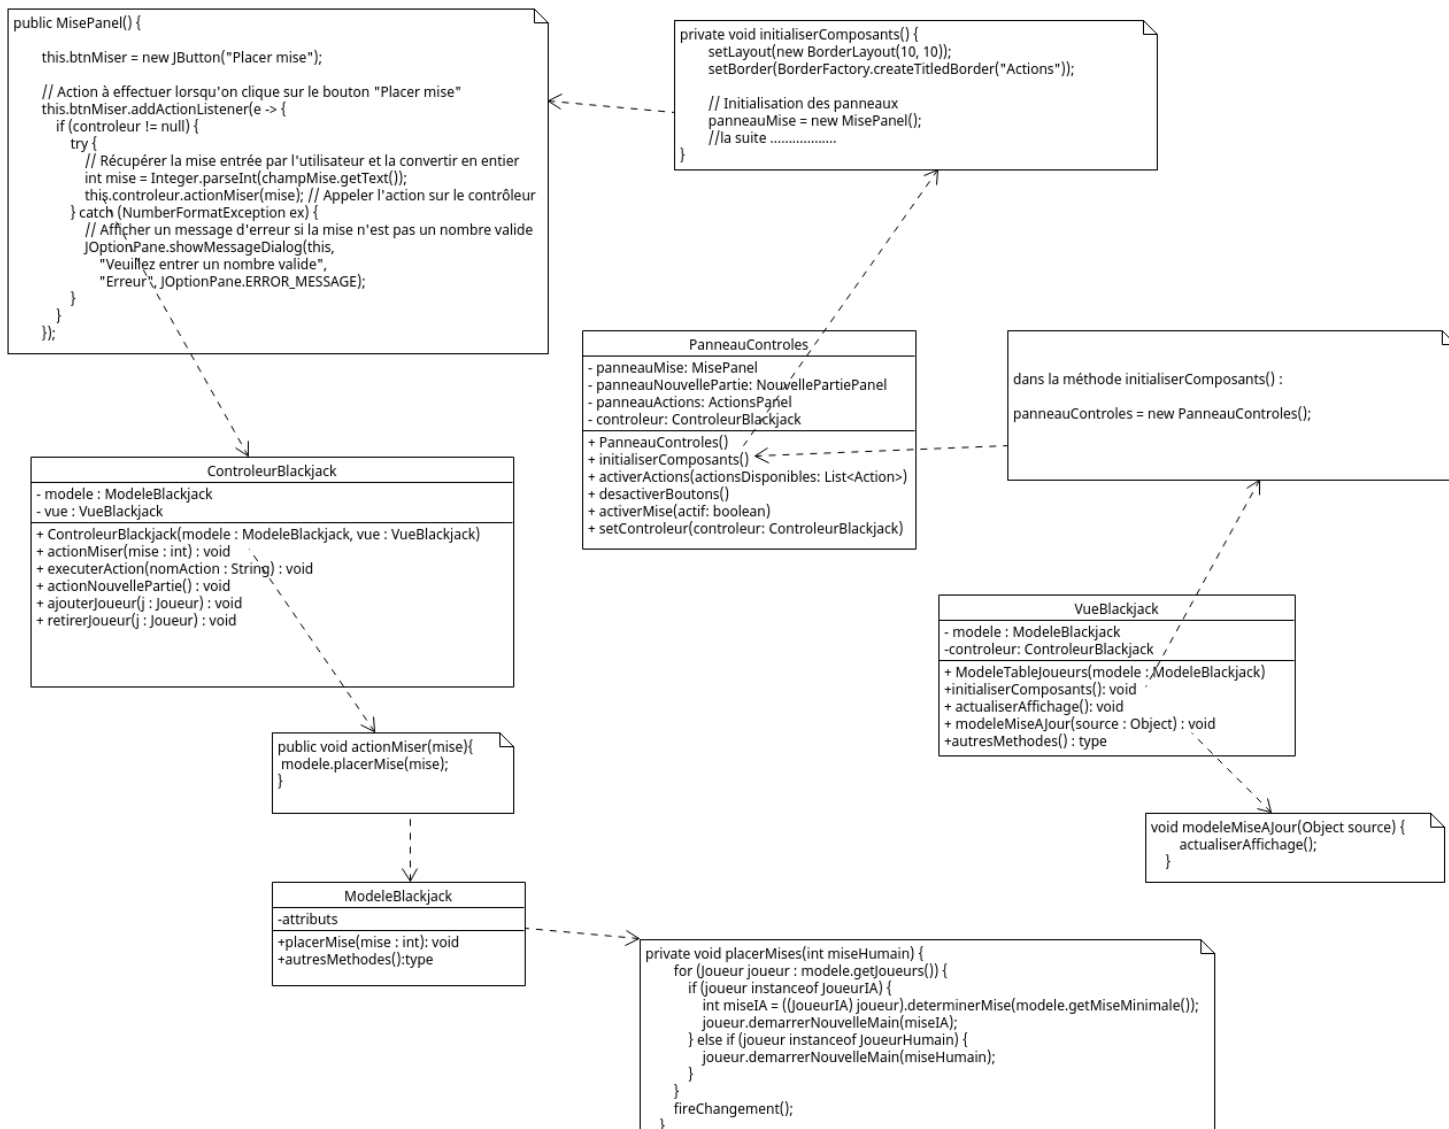 public MisePanel() {
this.btnMiser = new JButton("Placer mise");
// Action à effectuer lorsqu'on clique sur le bouton "Placer mise"
this.btnMiser.addActionListener(e -> {
if (controleur != null) {
try {
// Récupérer la mise entrée par l'utilisateur et la convertir en entier
int mise = Integer.parseInt(champMise.getText());
this.controleur.actionMiser(mise); // Appeler l'action sur le contrôleur
} catch (NumberFormatException ex) {
// Afficher un message d'erreur si la mise n'est pas un nombre valide
JOptionPane.showMessageDialog(this,
"Veuillez entrer un nombre valide",
"Erreur", JOptionPane.ERROR_MESSAGE);
}
}
});
private void initialiserComposants() {
setLayout(new BorderLayout(10, 10));
setBorder(BorderFactory.createTitledBorder("Actions"));
// Initialisation des panneaux
panneauMise = new MisePanel();
//la suite ..................
}
PanneauControles
- panneauMise: MisePanel
- panneauNouvellePartie: NouvellePartiePanel
- panneauActions: ActionsPanel
- controleur: ControleurBlackjack
+ PanneauControles()
+ initialiserComposants()
+ activerActions(actionsDisponibles: List<Action>)
+ desactiverBoutons()
+ activerMise(actif: boolean)
+ setControleur(controleur: ControleurBlackjack)
dans la méthode initialiserComposants() :
panneauControles = new PanneauControles();
ControleurBlackjack
- modele : ModeleBlackjack
- vue : VueBlackjack
+ ControleurBlackjack(modele : ModeleBlackjack, vue : VueBlackjack)
+ actionMiser(mise : int) : void
+ executerAction(nomAction : String) : void
+ actionNouvellePartie() : void
+ ajouterJoueur(j : Joueur) : void
+ retirerJoueur(j : Joueur) : void
VueBlackjack
- modele : ModeleBlackjack
-controleur: ControleurBlackjack
+ ModeleTableJoueurs(modele : ModeleBlackjack)
+initialiserComposants(): void
+ actualiserAffichage(): void
+ modeleMiseAJour(source : Object) : void
+autresMethodes() : type
public void actionMiser(mise){
modele.placerMise(mise);
}
void modeleMiseAJour(Object source) {
actualiserAffichage();
}
ModeleBlackjack
-attributs
+placerMise(mise : int): void
+autresMethodes():type
private void placerMises(int miseHumain) {
for (Joueur joueur : modele.getJoueurs()) {
if (joueur instanceof JoueurIA) {
int miseIA = ((JoueurIA) joueur).determinerMise(modele.getMiseMinimale());
joueur.demarrerNouvelleMain(miseIA);
} else if (joueur instanceof JoueurHumain) {
joueur.demarrerNouvelleMain(miseHumain);
}
}
fireChangement();
}